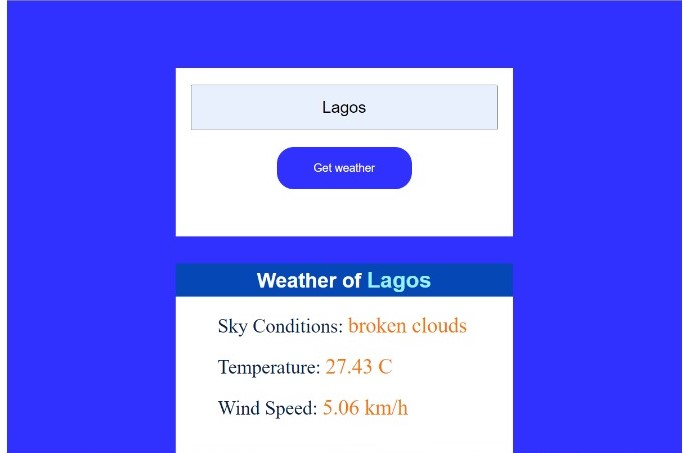 Lagos
Get weather
Weather of Lagos
Sky Conditions: broken clouds
Temperature: 27.43 C
Wind Speed: 5.06 km/h